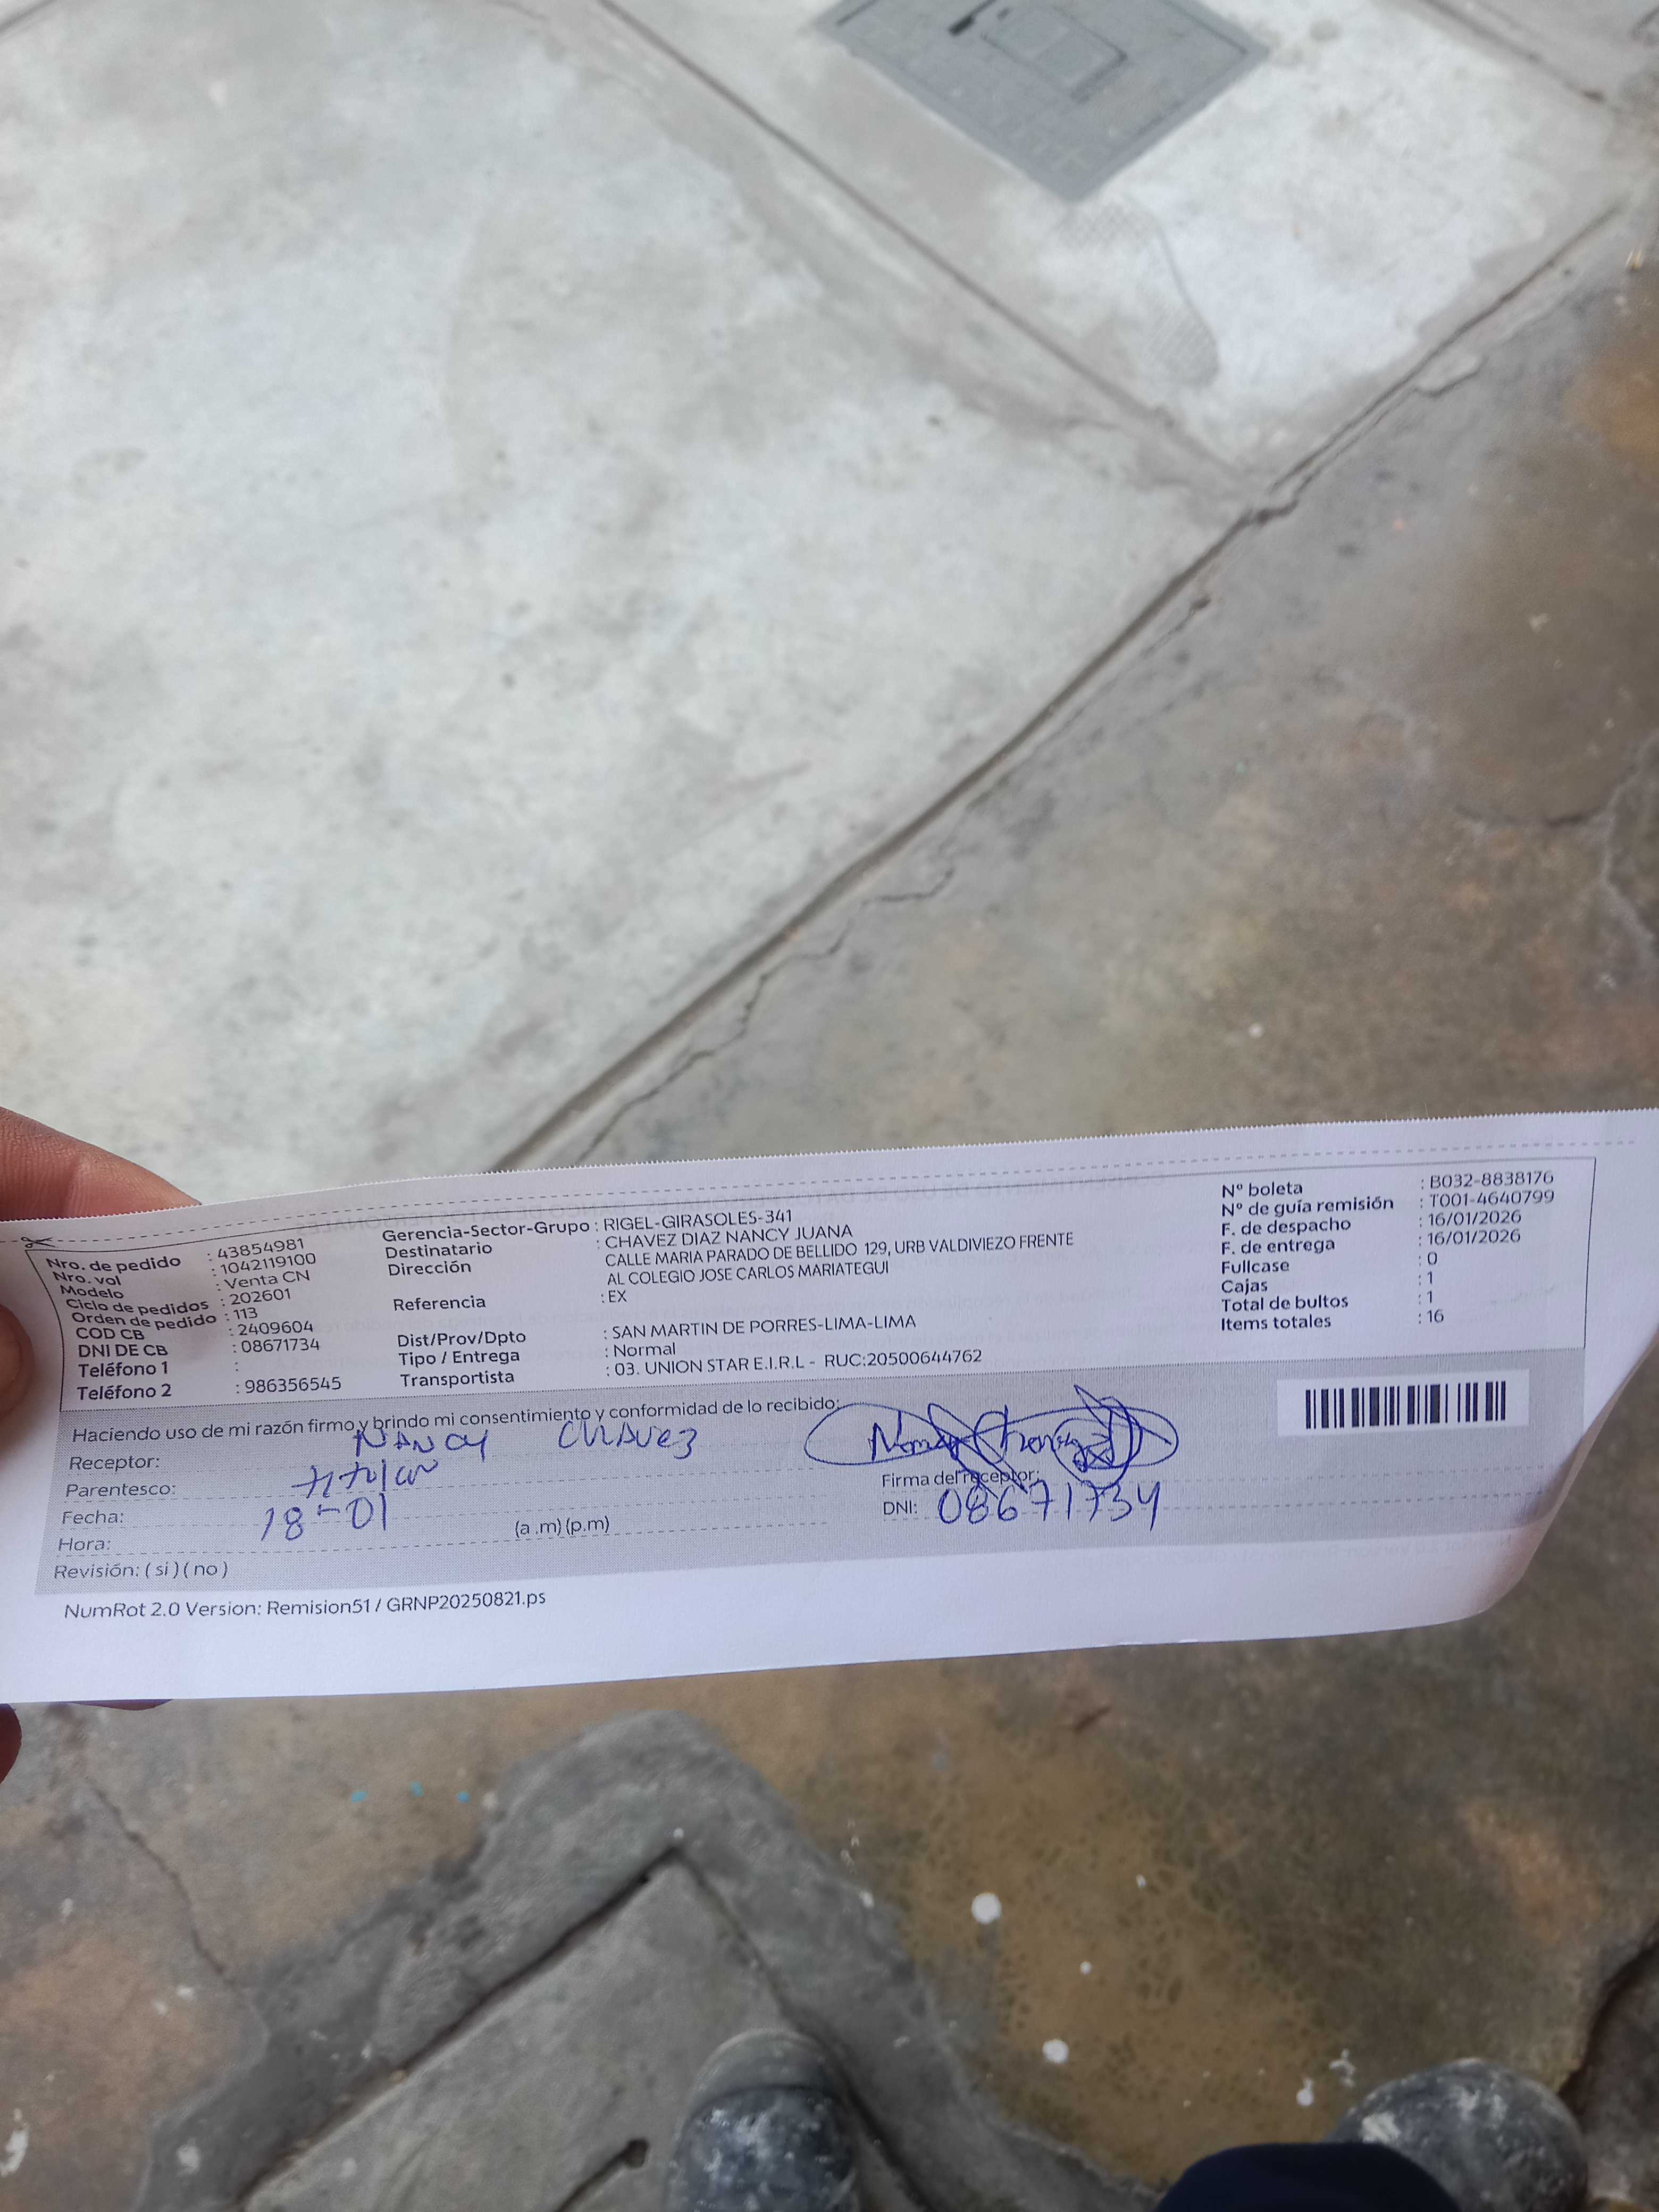 Nro. de pedido : 43854981
Nro. vol : 1042119100
Modelo : Venta CN
Ciclo de pedidos : 202601
Orden de pedido : 113
COD CB : 2409604
DNI DE CB : 08671734
Teléfono 1 :
Teléfono 2 : 986356545
Gerencia-Sector-Grupo : RIGEL-GIRASOLES-341
Destinatario : CHAVEZ DIAZ NANCY JUANA
Dirección CALLE MARIA PARADO DE BELLIDO 129, URB VALDIVIEZO FRENTE
AL COLEGIO JOSE CARLOS MARIATEGUI
Referencia : EX
Dist/Prov/Dpto : SAN MARTIN DE PORRES-LIMA-LIMA
Tipo / Entrega : Normal
Transportista : 03. UNION STAR E.I.R.L - RUC:20500644762
Nº boleta : B032-8838176
Nº de guía remisión : T001-4640799
F. de despacho : 16/01/2026
F. de entrega : 16/01/2026
Fullcase : 0
Cajas : 1
Total de bultos : 1
Items totales : 16
Haciendo uso de mi razón firmo y brindo mi consentimiento y conformidad de lo recibido:
Receptor: NANCY CHAVEZ
Parentesco: titular
Fecha: 18-01
Hora: (a .m) (p.m)
Revisión: ( si ) ( no )
Firma del receptor:
DNI: 08671734
NumRot 2.0 Version: Remision51 / GRNP20250821.ps